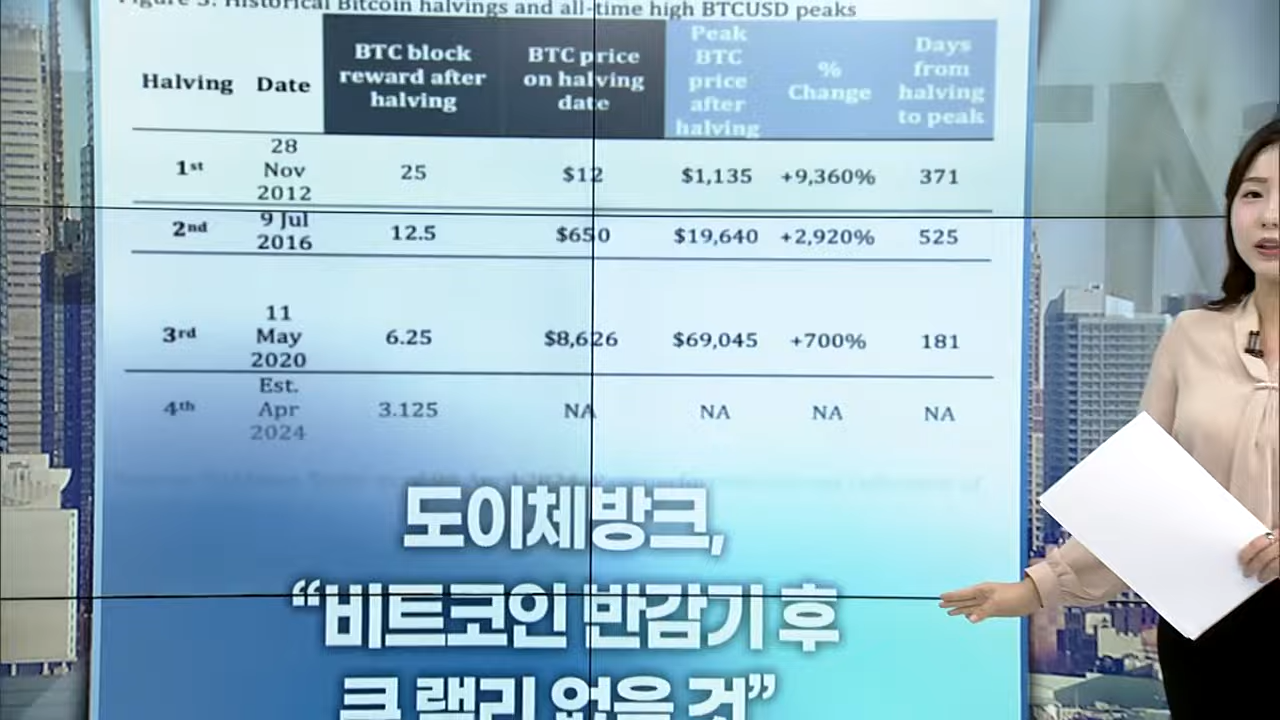 Figure 3. Historical Bitcoin halvings and all-time high BTCUSD peaks
Halving Date BTC block reward after halving BTC price on halving date Peak BTC price after halving % Change Days from halving to peak
1st 28 Nov 2012 25 $12 $1,135 +9,360% 371
2nd 9 Jul 2016 12.5 $650 $19,640 +2,920% 525
3rd 11 May 2020 6.25 $8,626 $69,045 +700% 181
4th Est. Apr 2024 3.125 NA NA NA NA
도이체방크,
“비트코인 반감기 후
큰 랠리 없을 것”